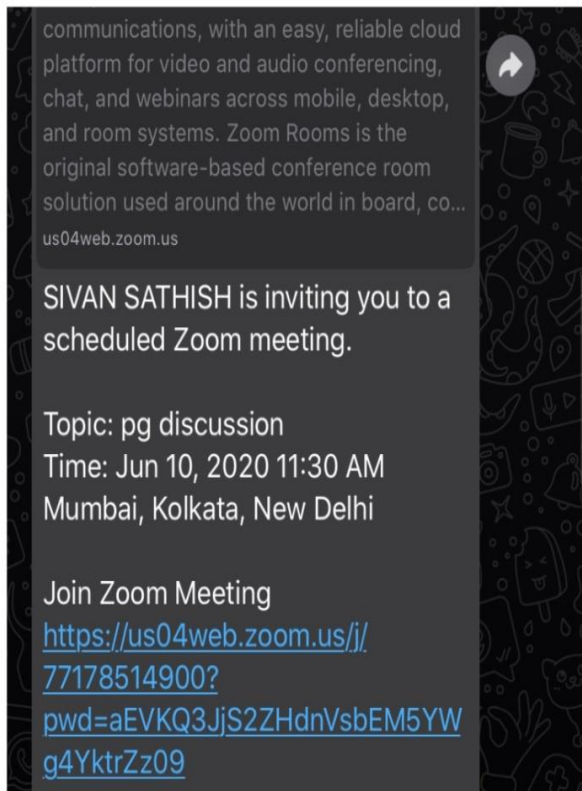 communications, with an easy, reliable cloud
platform for video and audio conferencing,
chat, and webinars across mobile, desktop,
and room systems. Zoom Rooms is the
original software-based conference room
solution used around the world in board, co...
us04web.zoom.us
SIVAN SATHISH is inviting you to a
scheduled Zoom meeting.
Topic: pg discussion
Time: Jun 10, 2020 11:30 AM
Mumbai, Kolkata, New Delhi
Join Zoom Meeting
https://us04web.zoom.us/j/
77178514900?
pwd=aEVKQ3JjS2ZHdnVsbEM5YW
g4YktrZz09